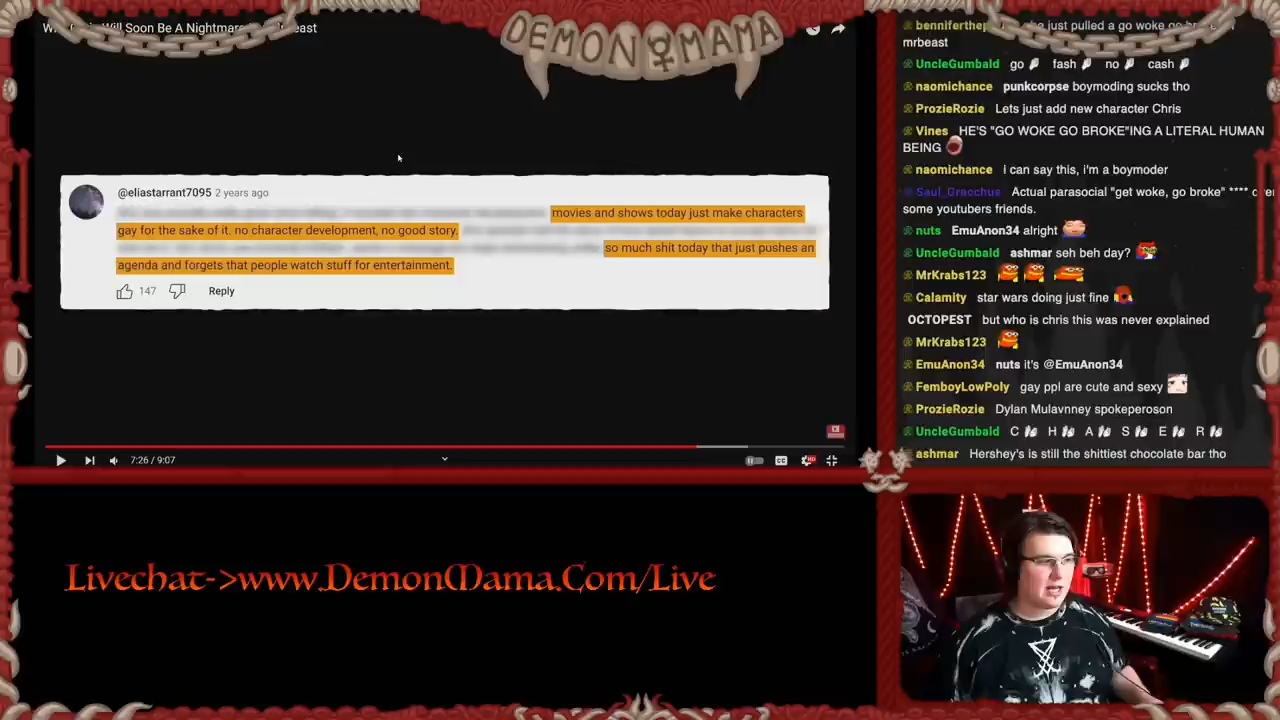 Will Soon Be A Nightmare
DEMON MAMA
@eliastarrant7095 2 years ago
movies and shows today just make characters
gay for the sake of it. no character development, no good story.
so much shit today that just pushes an
agenda and forgets that people watch stuff for entertainment.
147 Reply
7:26 / 9:07
CC HD
Livechat->www.DemonMama.Com/Live
just pulled a go woke go
mrbeast
UncleGumbald go fash no cash
naomichance punkcorpse boymoding sucks tho
ProzieRozie Lets just add new character Chris
Vines HE'S "GO WOKE GO BROKE"ING A LITERAL HUMAN
BEING
naomichance i can say this, i'm a boymoder
Saul_Gracchus Actual parasocial "get woke, go broke" **** over
some youtubers friends.
nuts EmuAnon34 alright
UncleGumbald ashmar seh beh day?
MrKrabs123
Calamity star wars doing just fine
OCTOPEST but who is chris this was never explained
MrKrabs123
EmuAnon34 nuts it's @EmuAnon34
FemboyLowPoly gay ppl are cute and sexy
ProzieRozie Dylan Mulavnney spokeperoson
UncleGumbald C H A S E R
ashmar Hershey's is still the shittiest chocolate bar tho